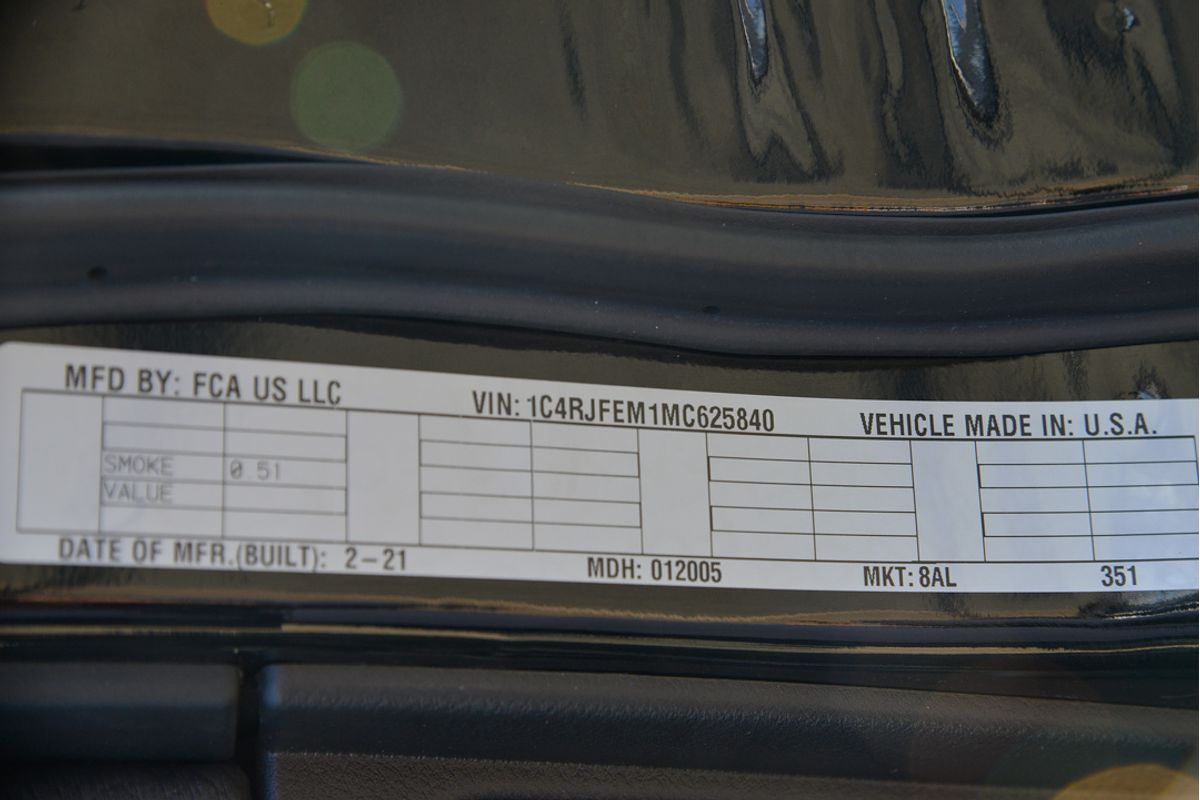 MFD BY: FCA US LLC VIN: 1C4RJFEM1MC625840 VEHICLE MADE IN: U.S.A.
SMOKE 0.51
VALUE
DATE OF MFR.(BUILT): 2-21 MDH: 012005 MKT: 8AL 351